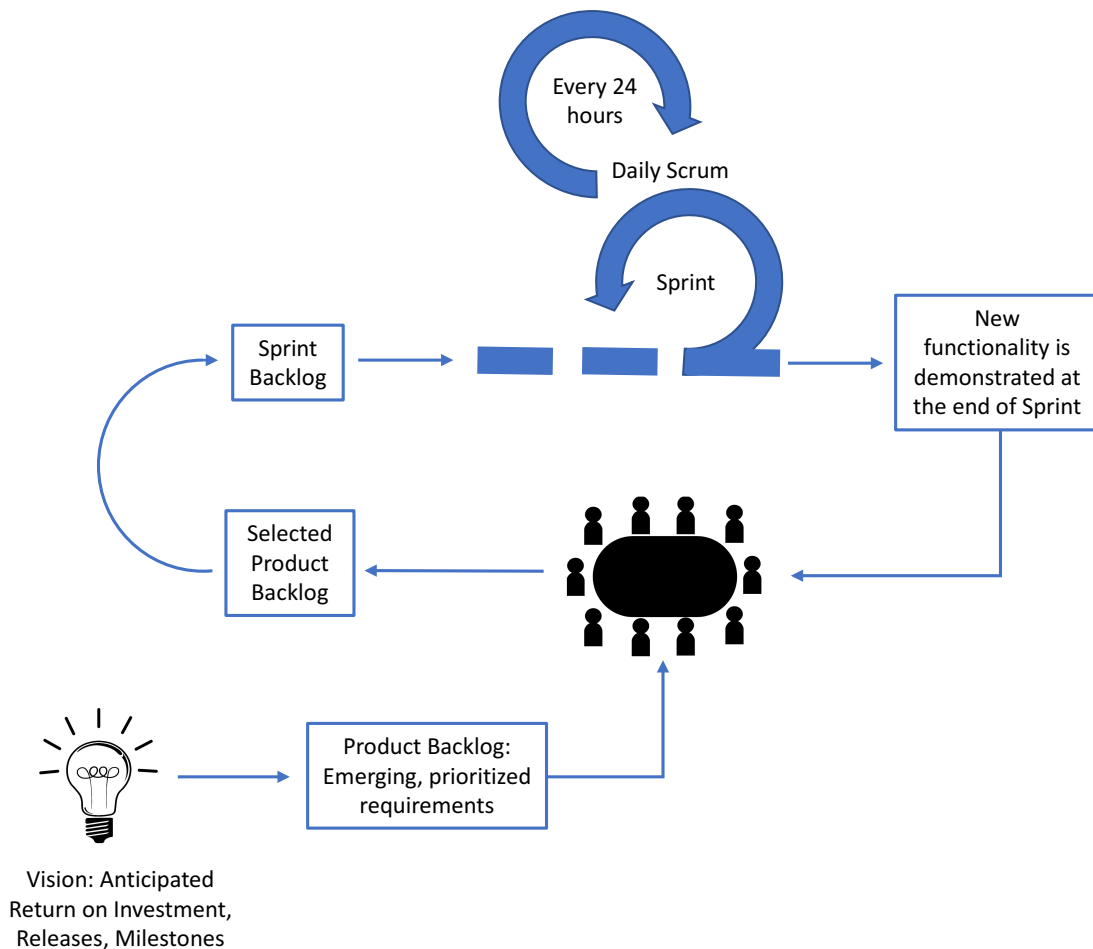 Every 24
hours
Daily Scrum
Sprint
Sprint
Backlog
New
functionality is
demonstrated at
the end of Sprint
Selected
Product
Backlog
Product Backlog:
Emerging, prioritized
requirements
Vision: Anticipated
Return on Investment,
Releases, Milestones